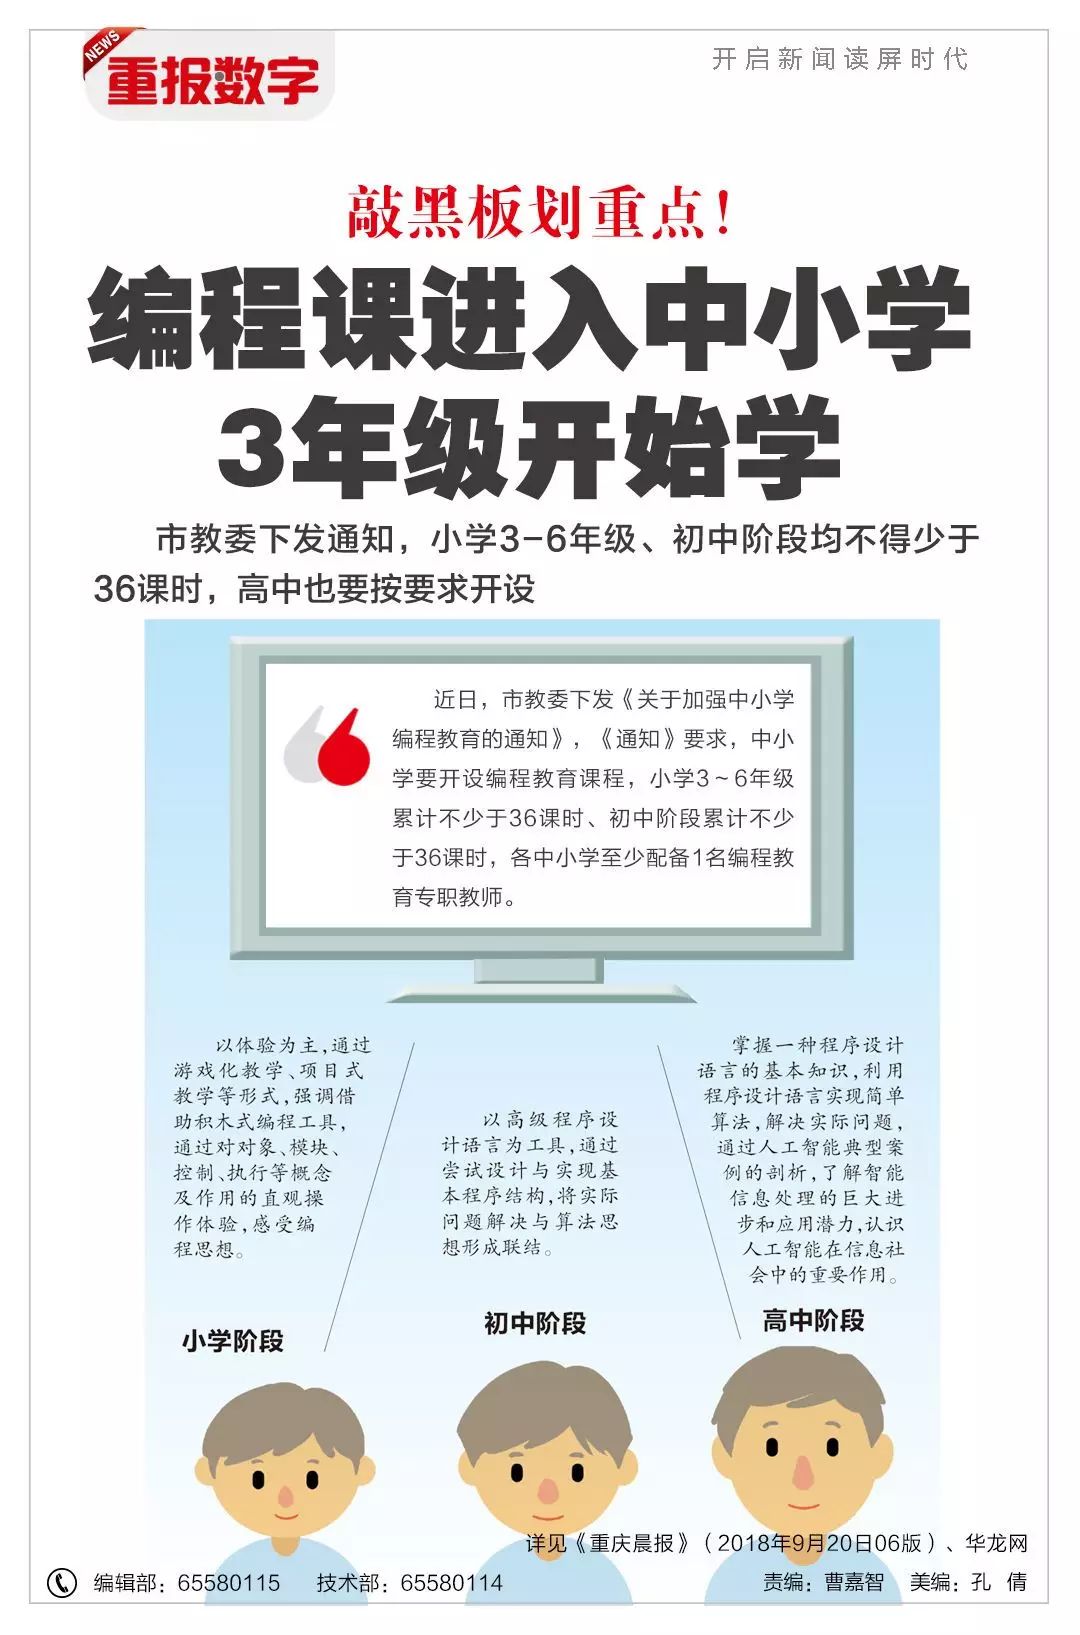 NEWS
重报数字
开启新闻读屏时代
敲黑板划重点！
编程课进入中小学
3年级开始学
市教委下发通知，小学3-6年级、初中阶段均不得少于
36课时，高中也要按要求开设
近日，市教委下发《关于加强中小学
编程教育的通知》，《通知》要求，中小
学要开设编程教育课程，小学3～6年级
累计不少于36课时、初中阶段累计不少
于36课时，各中小学至少配备1名编程教
育专职教师。
以体验为主，通过
游戏化教学、项目式
教学等形式，强调借
助积木式编程工具，
通过对对象、模块、
控制、执行等概念
及作用的直观操
作体验，感受编
程思想。
小学阶段
以高级程序设
计语言为工具，通过
尝试设计与实现基
本程序结构，将实际
问题解决与算法思
想形成联结。
初中阶段
掌握一种程序设计
语言的基本知识，利用
程序设计语言实现简单
算法，解决实际问题，
通过人工智能典型案
例的剖析，了解智能
信息处理的巨大进
步和应用潜力，认识
人工智能在信息社
会中的重要作用。
高中阶段
详见《重庆晨报》（2018年9月20日06版）、华龙网
编辑部：65580115 技术部：65580114
责编：曹嘉智 美编：孔 倩